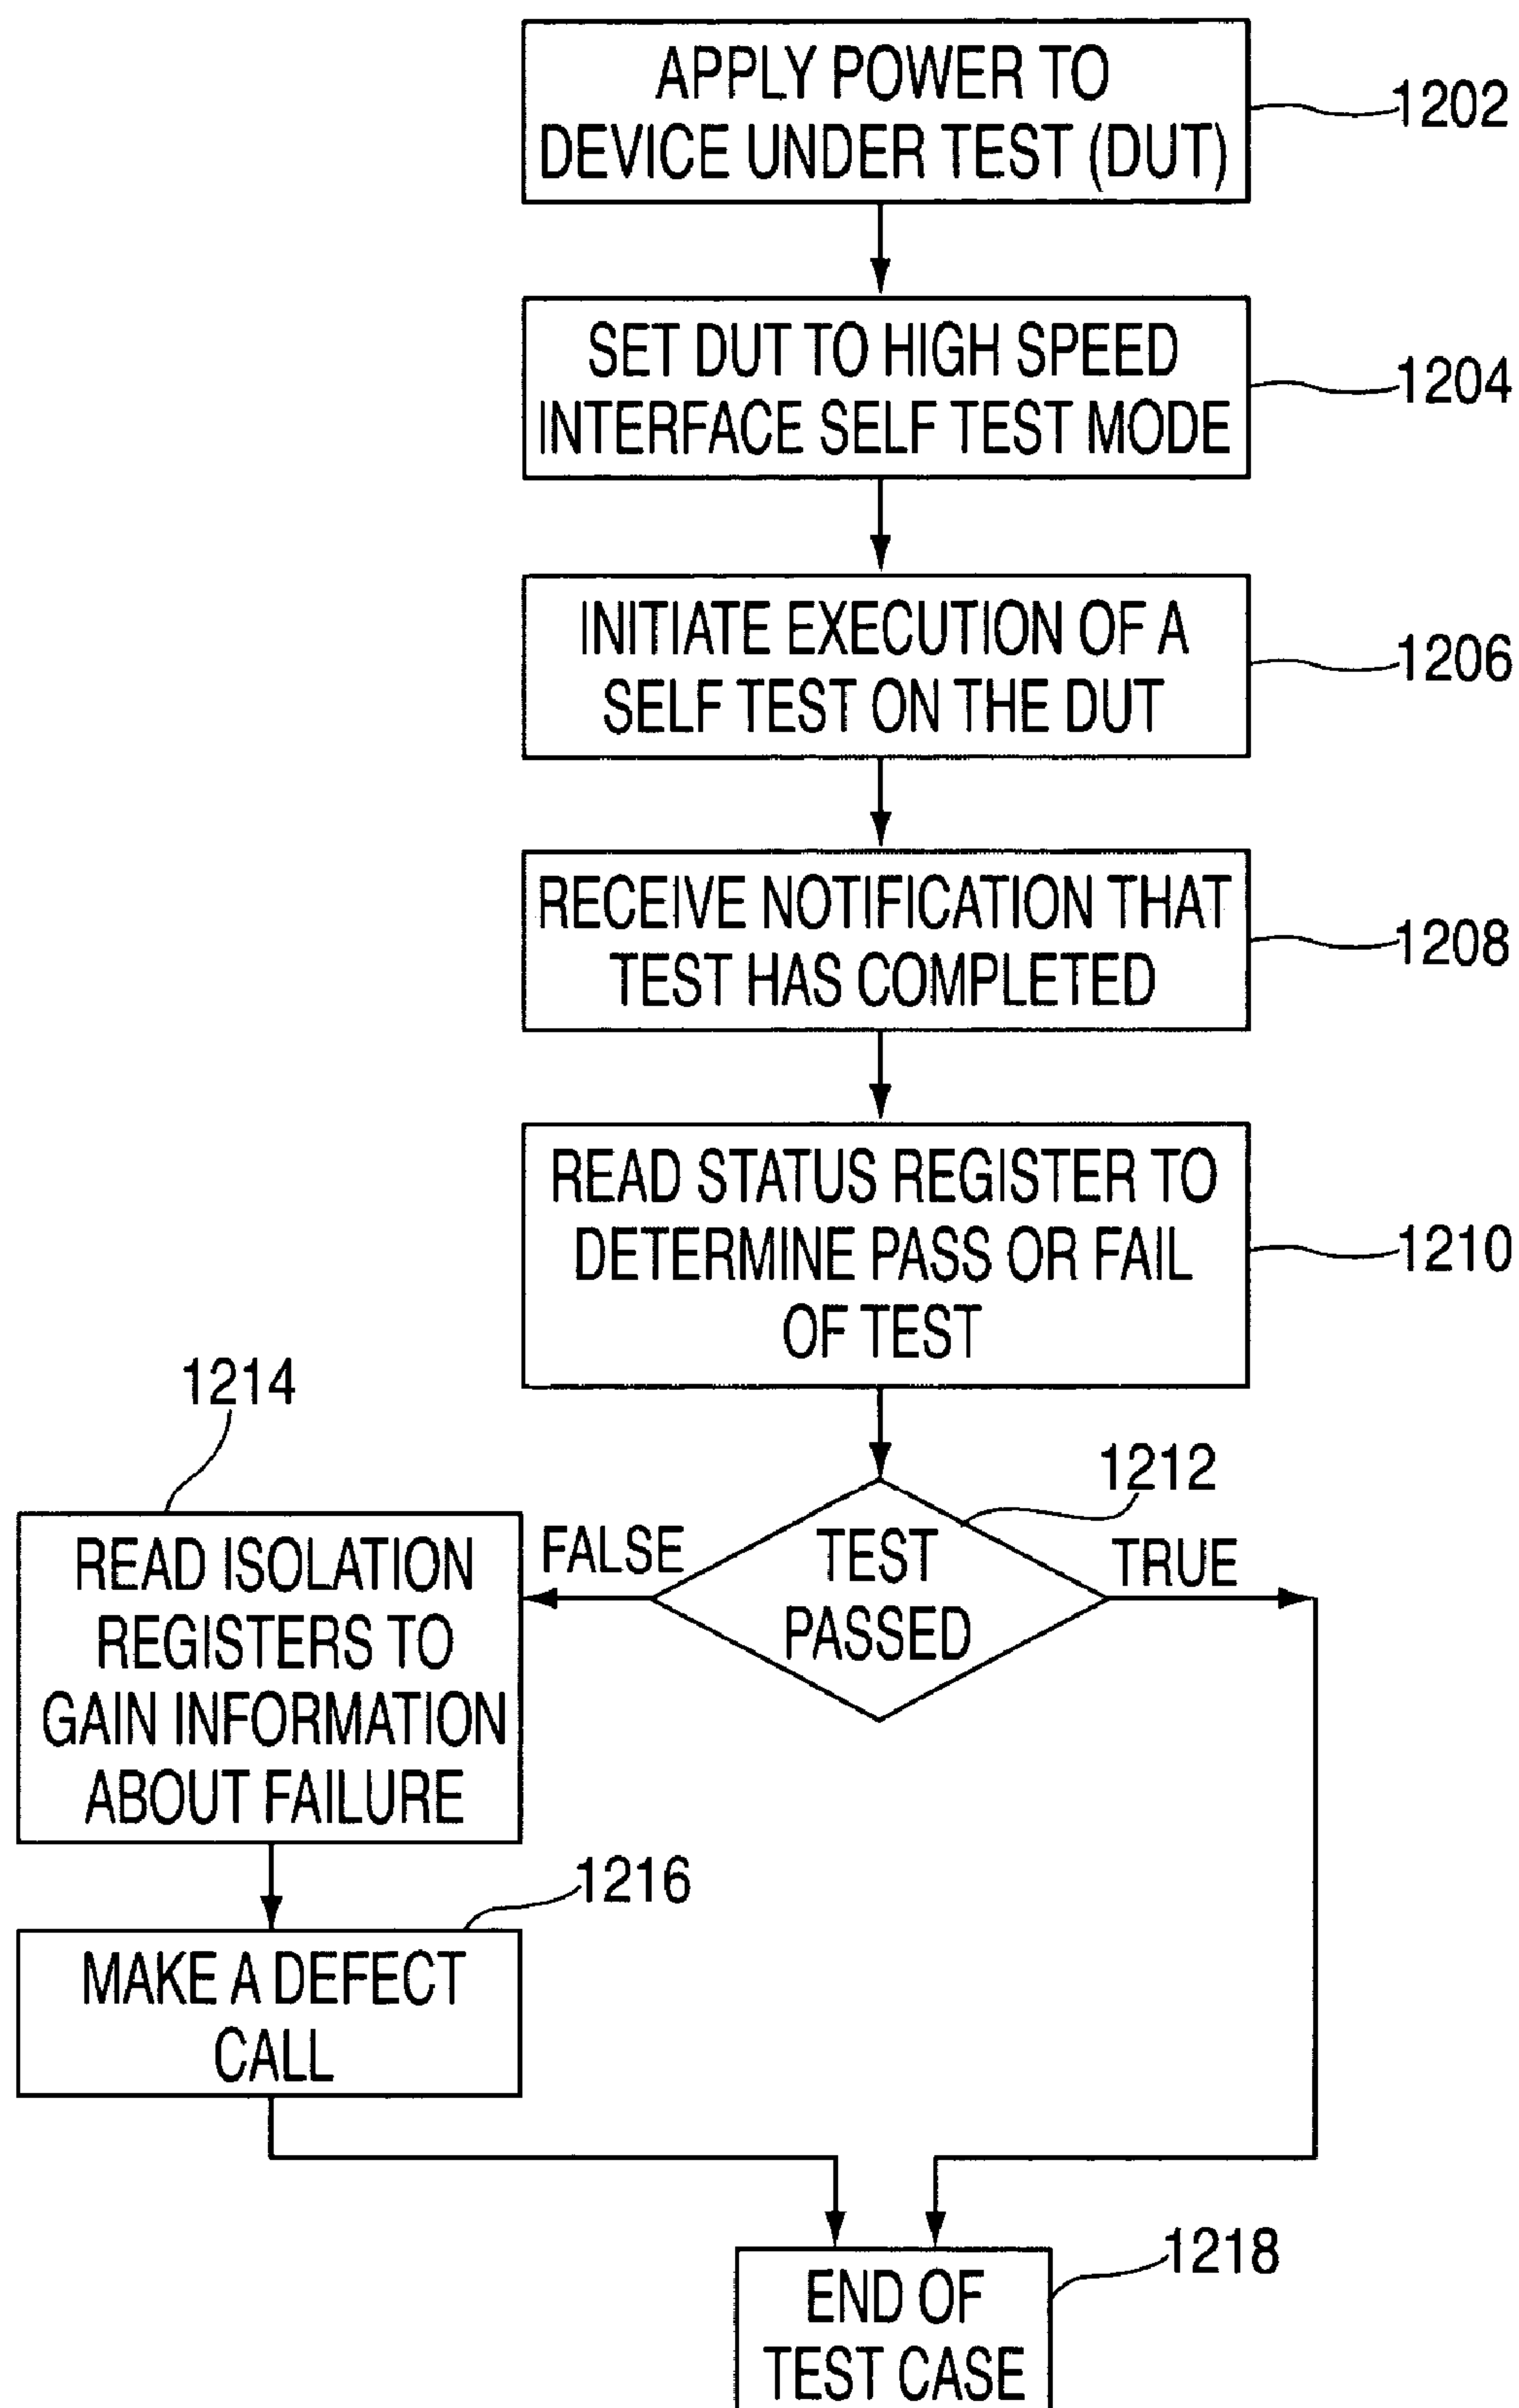 APPLY POWER TO
DEVICE UNDER TEST (DUT)
1202
SET DUT TO HIGH SPEED
INTERFACE SELF TEST MODE
1204
INITIATE EXECUTION OF A
SELF TEST ON THE DUT
1206
RECEIVE NOTIFICATION THAT
TEST HAS COMPLETED
1208
READ STATUS REGISTER TO
DETERMINE PASS OR FAIL
OF TEST
1210
1212
TEST
PASSED
FALSE
TRUE
1214
READ ISOLATION
REGISTERS TO
GAIN INFORMATION
ABOUT FAILURE
1216
MAKE A DEFECT
CALL
1218
END OF
TEST CASE